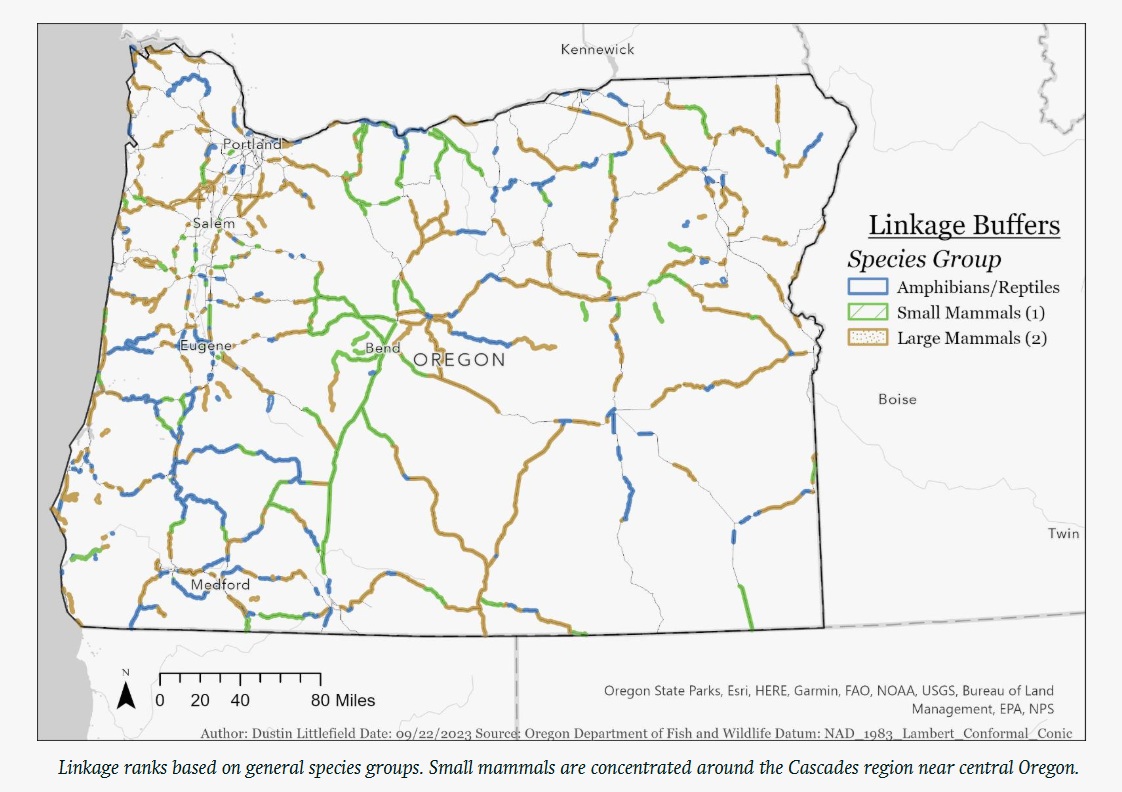 Kennewick
Portland
Salem
Linkage Buffers
Species Group
Amphibians/Reptiles
Small Mammals (1)
Large Mammals (2)
Eugene
Bend
OREGON
Boise
Twin
Medford
N
0 20 40 80 Miles
Oregon State Parks, Esri, HERE, Garmin, FAO, NOAA, USGS, Bureau of Land
Management, EPA, NPS
Author: Dustin Littlefield Date: 09/22/2023 Source: Oregon Department of Fish and Wildlife Datum: NAD_1983_Lambert_Conformal_Conic
Linkage ranks based on general species groups. Small mammals are concentrated around the Cascades region near central Oregon.